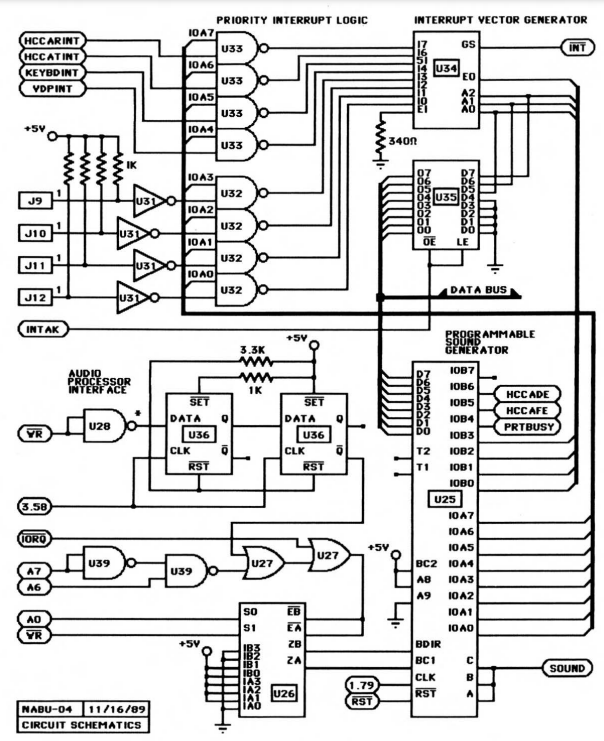 PRIORITY INTERRUPT LOGIC
INTERRUPT VECTOR GENERATOR
HCCARINT
HCCATINT
KEYBDINT
VDPINT
IOA7
U33
IOA6
U33
IOA5
U33
IOA4
U33
I7
I6
5I
I4
I3
I2
I1
I0
EI
U34
GS
EO
A2
A1
A0
INT
340Ω
+5V
1K
J9
1
U31
J10
1
U31
J11
1
U31
J12
1
U31
IOA3
U32
IOA2
U32
IOA1
U32
IOA0
U32
O7
O6
O5
O4
O3
O2
O1
O0
U35
D7
D6
D5
D4
D3
D2
D1
D0
OE
LE
DATA BUS
INTAK
AUDIO
PROCESSOR
INTERFACE
3.3K
1K
+5V
WR
U28
*
SET
DATA
Q
U36
CLK
Q
RST
SET
DATA
Q
U36
CLK
Q
RST
3.58
IORQ
A7
A6
U39
U39
U27
U27
A0
WR
S0
S1
EB
EA
ZB
ZA
+5V
IB3
IB2
IB1
IB0
IA3
IA2
IA1
IA0
U26
PROGRAMMABLE
SOUND
GENERATOR
D7
D6
D5
D4
D3
D2
D1
D0
T2
T1
U25
IOB7
IOB6
IOB5
IOB4
IOB3
IOB2
IOB1
IOB0
HCCADE
HCCAFE
PRTBUSY
IOA7
IOA6
IOA5
IOA4
IOA3
IOA2
IOA1
IOA0
+5V
BC2
A8
A9
BDIR
BC1
CLK
RST
1.79
RST
C
B
A
SOUND
NABU-04
11/16/89
CIRCUIT SCHEMATICS